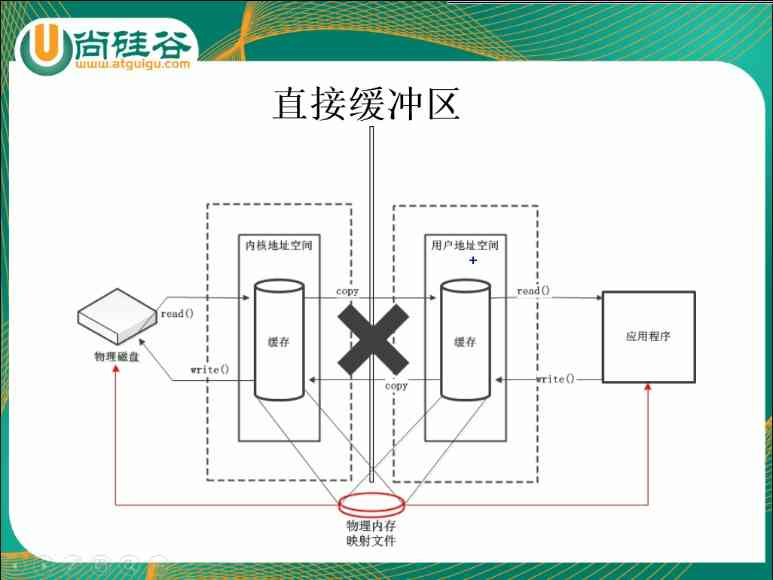 尚硅谷
www.atguigu.com
直接缓冲区
内核地址空间
用户地址空间
copy
read()
read()
缓存
缓存
应用程序
物理磁盘
write()
copy
write()
物理内存
映射文件